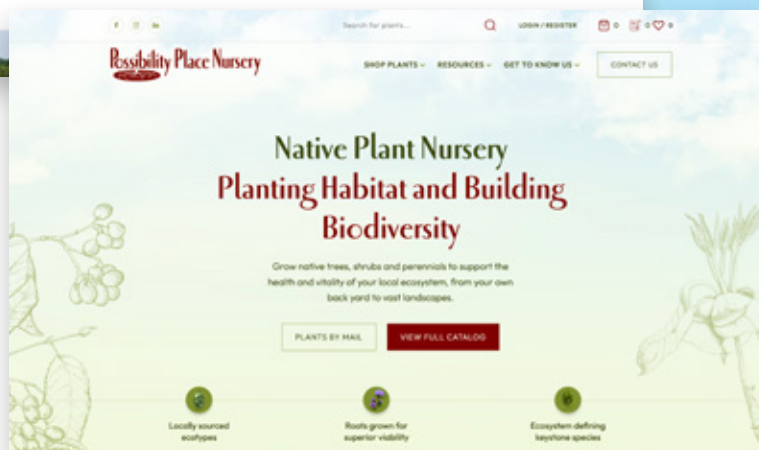 Search for plants...
LOGIN / REGISTER
0
0
0
Possibility Place Nursery
SHOP PLANTS
RESOURCES
GET TO KNOW US
CONTACT US
Native Plant Nursery
Planting Habitat and Building
Biodiversity
Grow native trees, shrubs and perennials to support the
health and vitality of your local ecosystem, from your own
back yard to vast landscapes.
PLANTS BY MAIL
VIEW FULL CATALOG
Locally sourced
ecotypes
Roots grown for
superior viability
Ecosystem defining
keystone species